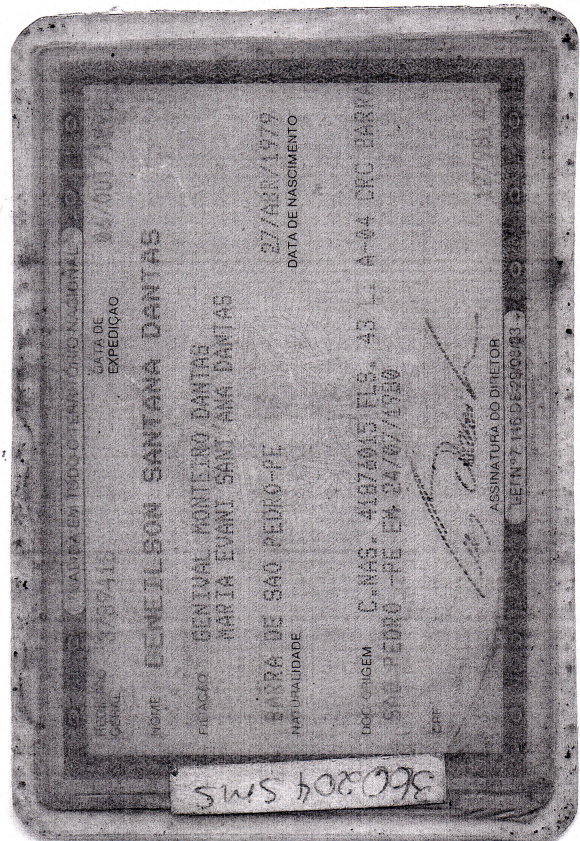 VÁLIDA EM TODO O TERRITÓRIO NACIONAL
REGISTRO GERAL
DATA DE EXPEDIÇÃO
NOME SANTANA DANTAS
FILIAÇÃO GENIVAL MONTEIRO DANTAS
MARIA EVANI SANTANA DANTAS
BARRA DE SAO PEDRO-PE 27/ABR/1979
NATURALIDADE DATA DE NASCIMENTO
DOC. ORIGEM C.NAS. FLS. 43 A-04 CRC BARRA
SAO PEDRO -PE EM 24/07/1980
CPF
ASSINATURA DO DIRETOR
LEI Nº 7.116 DE 29/08/83
360204 SMS